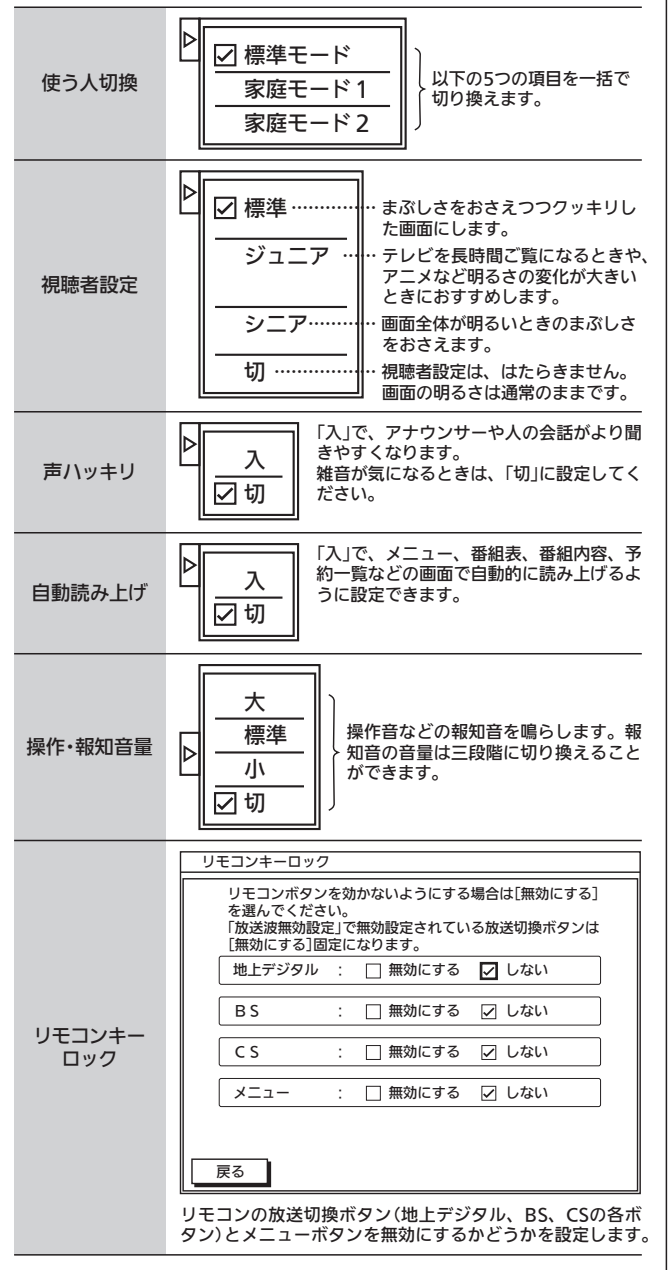 使う人切換
標準モード
家庭モード1
家庭モード2
以下の5つの項目を一括で
切り換えます。
視聴者設定
標準 …………… まぶしさをおさえつつクッキリし
た画面にします。
ジュニア …… テレビを長時間ご覧になるときや、
アニメなど明るさの変化が大きい
ときにおすすめします。
シニア………… 画面全体が明るいときのまぶしさ
をおさえます。
切 ……………… 視聴者設定は、はたらきません。
画面の明るさは通常のままです。
声ハッキリ
入
切
「入」で、アナウンサーや人の会話がより聞
きやすくなります。
雑音が気になるときは、「切」に設定してく
ださい。
自動読み上げ
入
切
「入」で、メニュー、番組表、番組内容、予
約一覧などの画面で自動的に読み上げるよ
うに設定できます。
操作・報知音量
大
標準
小
切
操作音などの報知音を鳴らします。報
知音の音量は三段階に切り換えること
ができます。
リモコンキー
ロック
リモコンキーロック
リモコンボタンを効かないようにする場合は[無効にする]
を選んでください。
「放送波無効設定」で無効設定されている放送切換ボタンは
[無効にする]固定になります。
地上デジタル : 無効にする しない
BS : 無効にする しない
CS : 無効にする しない
メニュー : 無効にする しない
戻る
リモコンの放送切換ボタン(地上デジタル、BS、CSの各ボ
タン)とメニューボタンを無効にするかどうかを設定します。